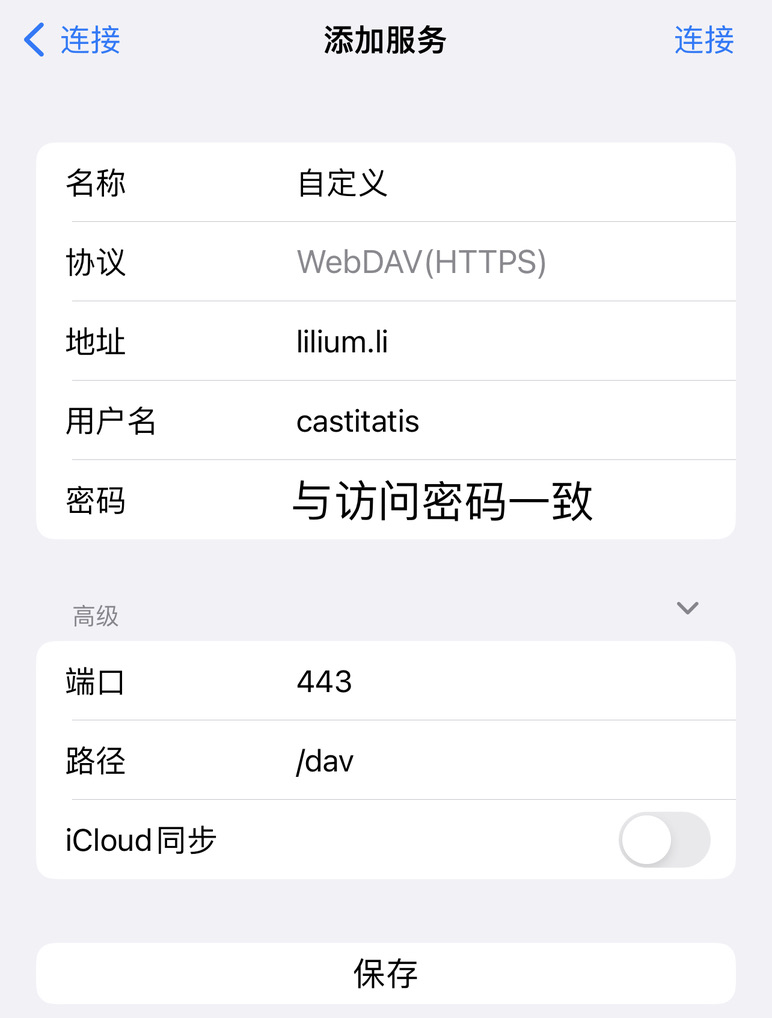 连接 添加服务 连接
名称 自定义
协议 WebDAV(HTTPS)
地址 lilium.li
用户名 castitatis
密码 与访问密码一致
高级
端口 443
路径 /dav
iCloud同步
保存